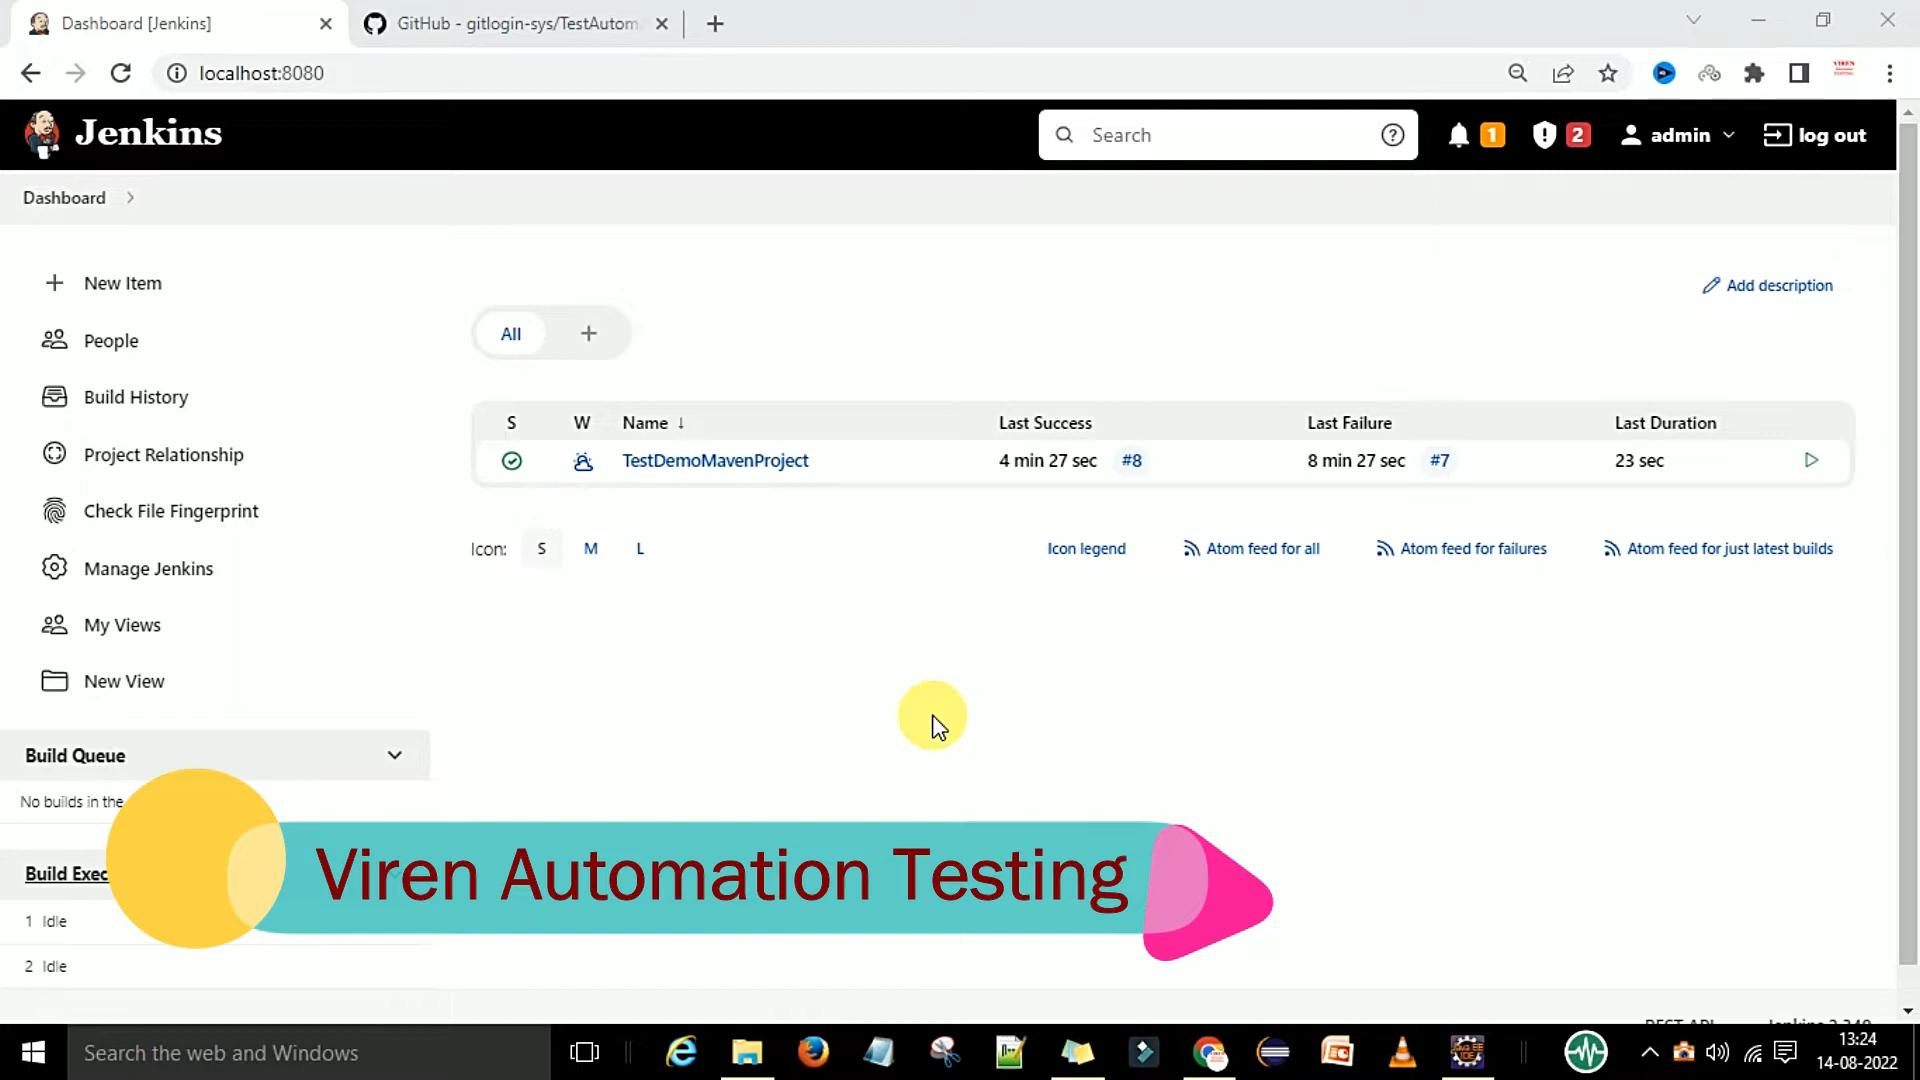 Dashboard [Jenkins]
GitHub - gitlogin-sys/TestAutom
localhost:8080
VIREN
Jenkins
Search
1
2
admin
log out
Dashboard
New Item
People
Build History
Project Relationship
Check File Fingerprint
Manage Jenkins
My Views
New View
Add description
All
S W Name ↓ Last Success Last Failure Last Duration
TestDemoMavenProject 4 min 27 sec #8 8 min 27 sec #7 23 sec
Icon: S M L
Icon legend
Atom feed for all
Atom feed for failures
Atom feed for just latest builds
Build Queue
No builds in the
Build Exec
1 Idle
2 Idle
Viren Automation Testing
Search the web and Windows
13:24
14-08-2022